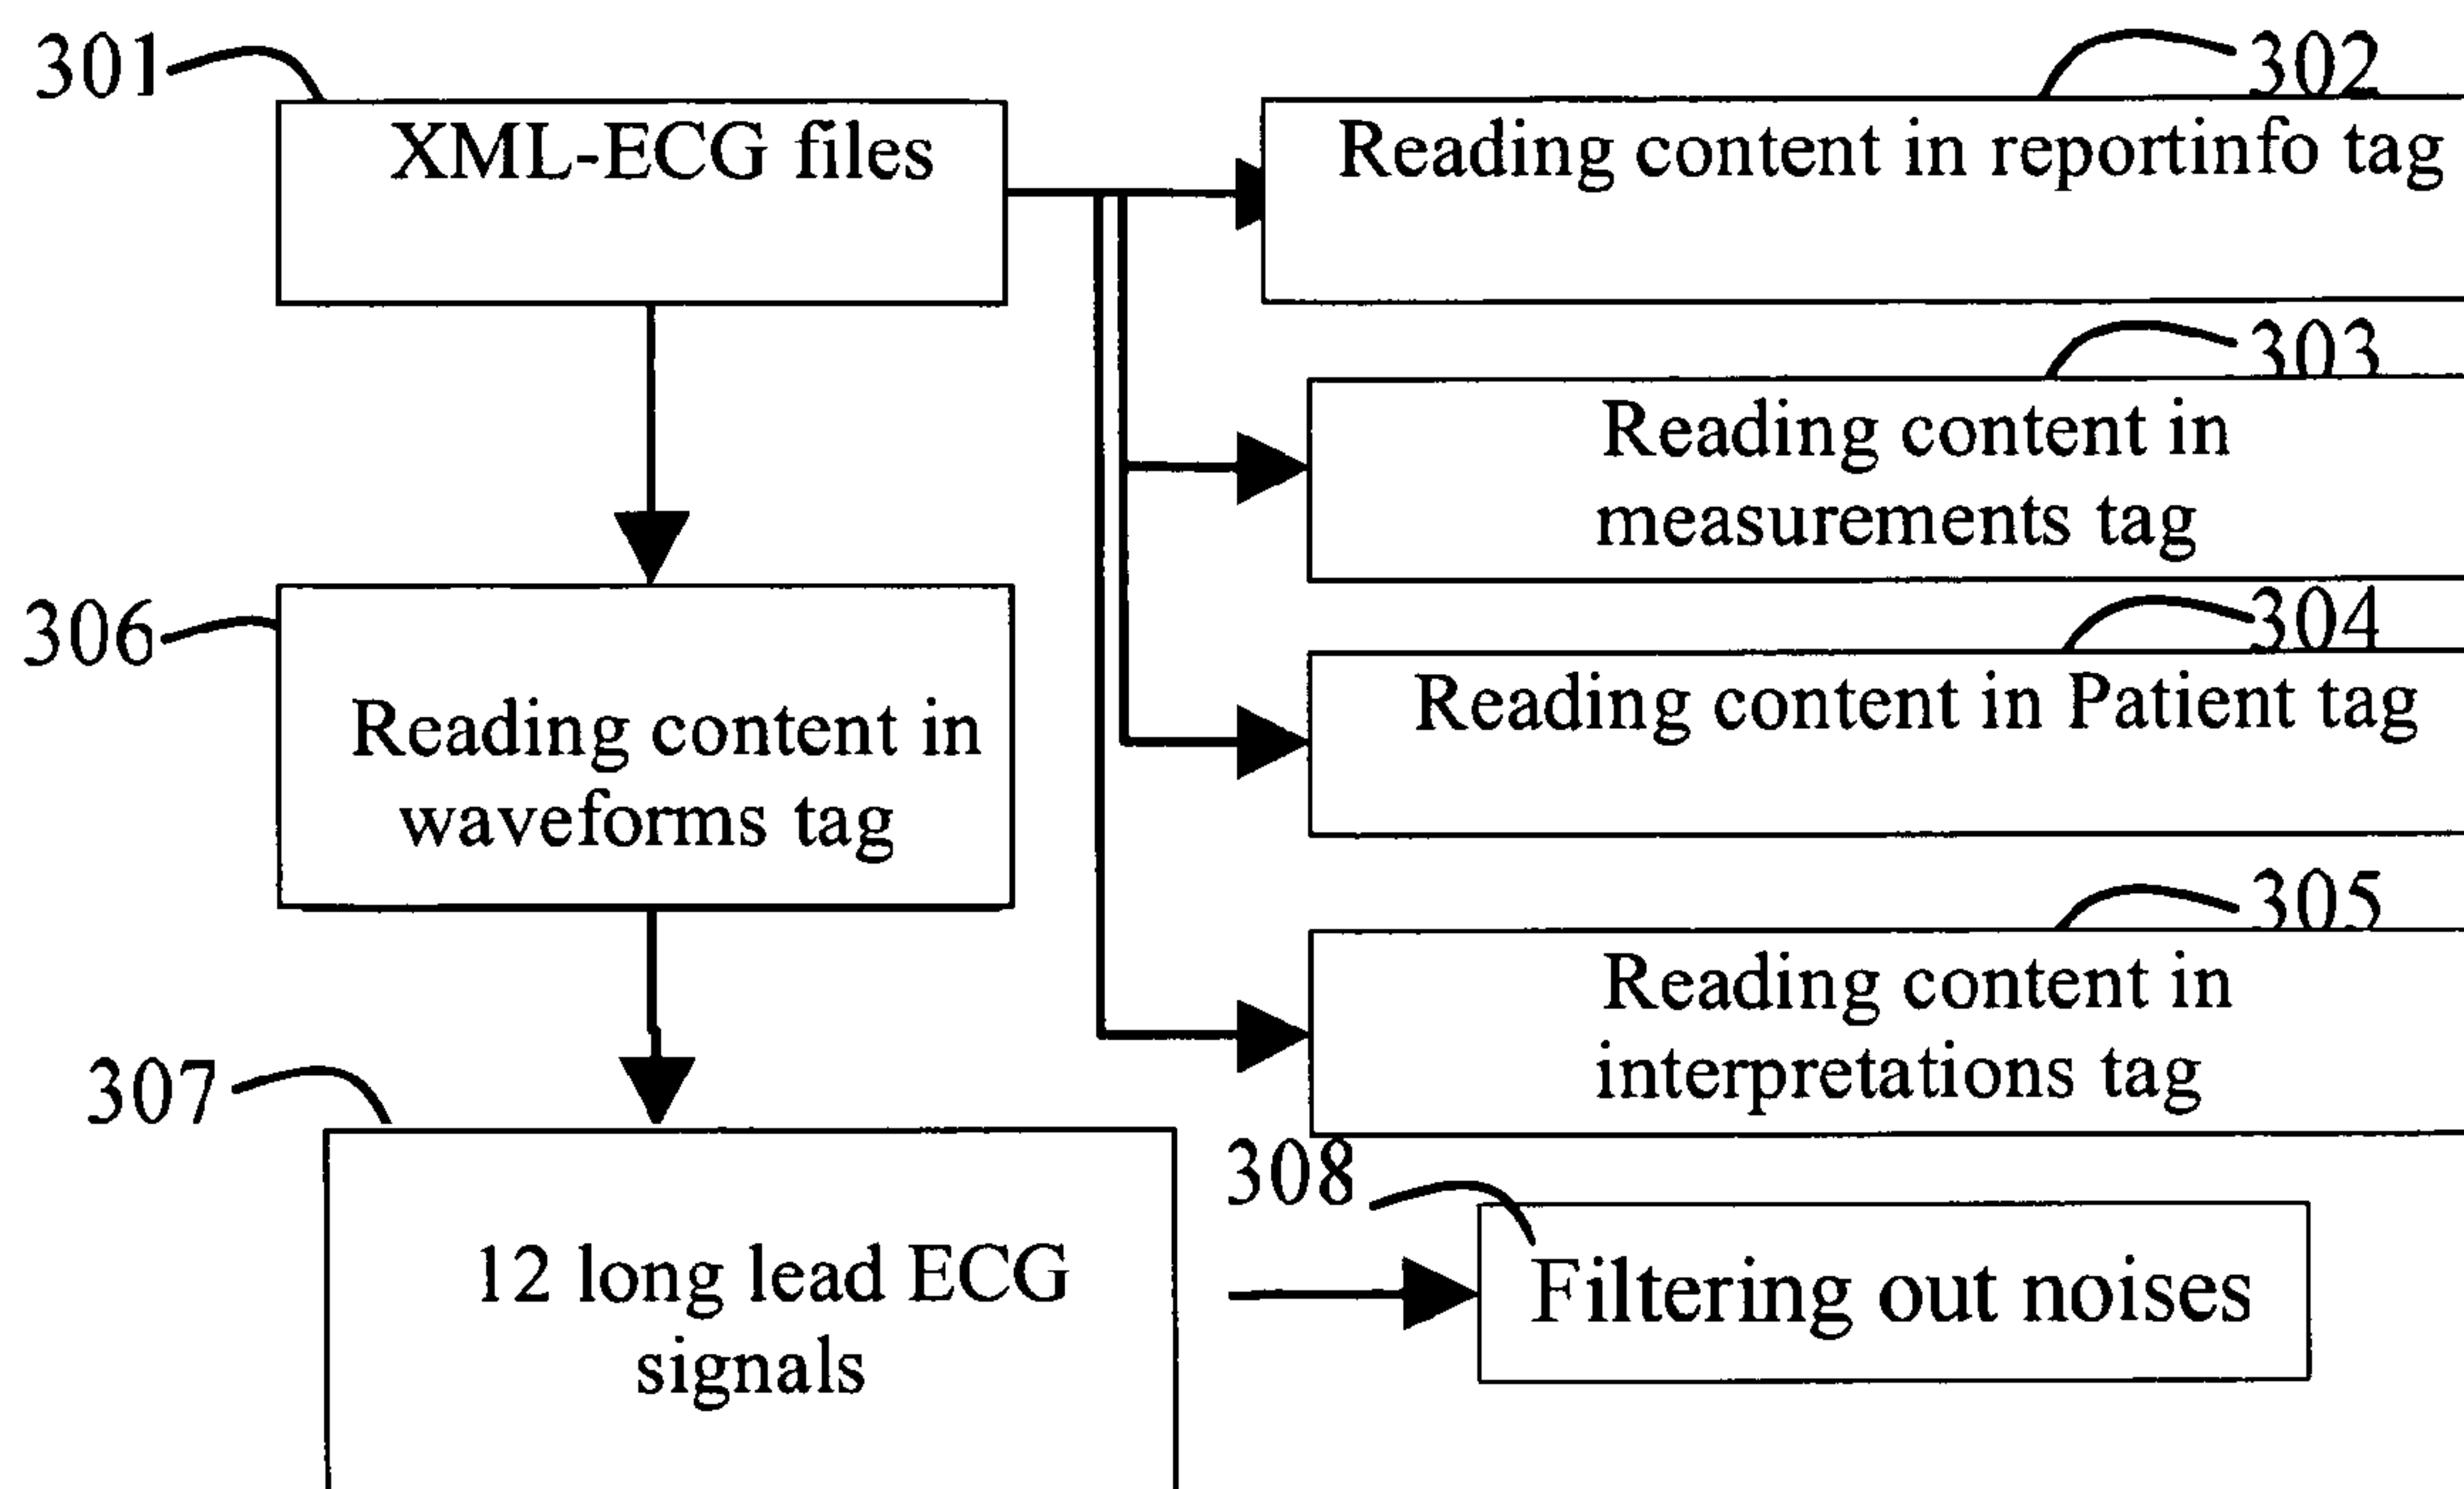 301
XML-ECG files
302
Reading content in reportinfo tag
303
Reading content in
measurements tag
304
Reading content in Patient tag
306
Reading content in
waveforms tag
305
Reading content in
interpretations tag
307
12 long lead ECG
signals
308
Filtering out noises